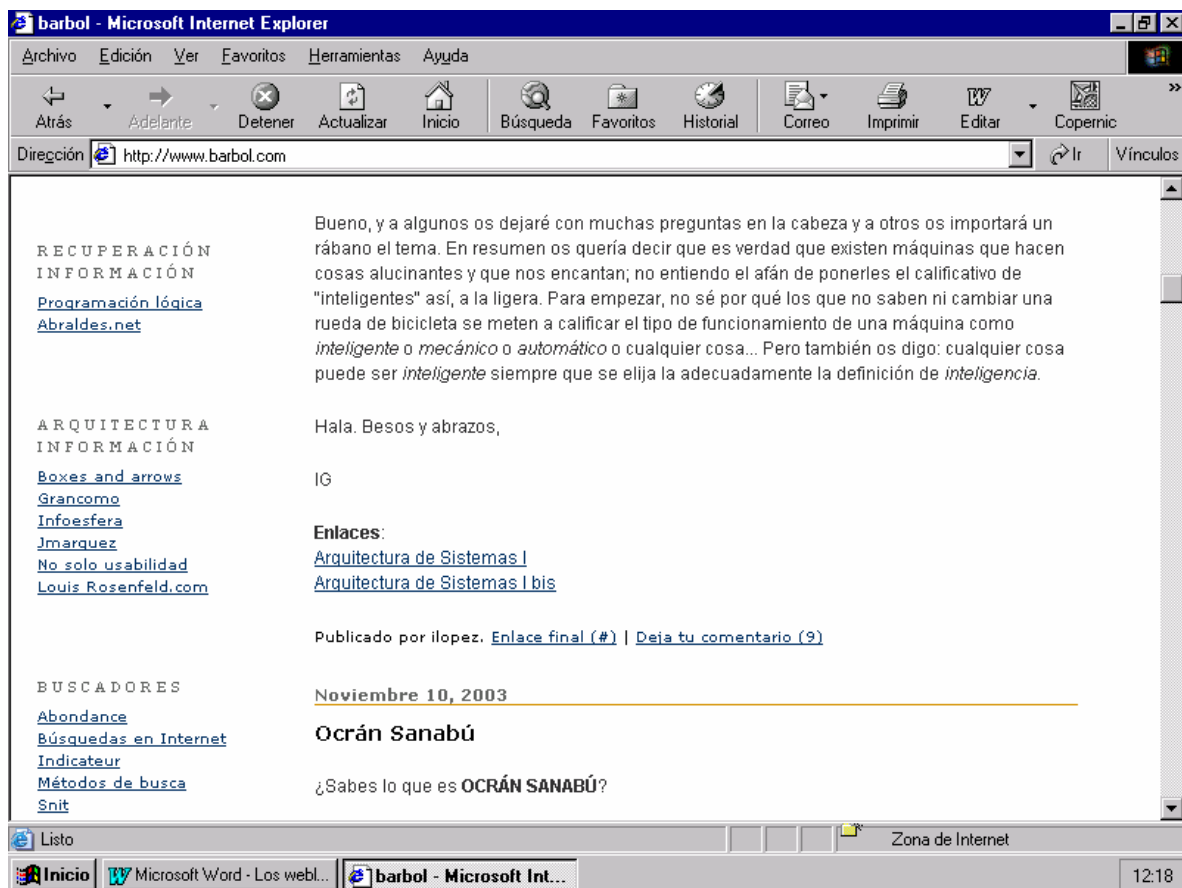 barbol - Microsoft Internet Explorer
Archivo Edición Ver Favoritos Herramientas Ayuda
Atrás Adelante Detener Actualizar Inicio Búsqueda Favoritos Historial Correo Imprimir Editar Copernic »
Dirección http://www.barbol.com Ir Vínculos
RECUPERACIÓN
INFORMACIÓN
Programación lógica
Abraldes.net
ARQUITECTURA
INFORMACIÓN
Boxes and arrows
Grancomo
Infoesfera
Jmarquez
No solo usabilidad
Louis Rosenfeld.com
BUSCADORES
Abondance
Búsquedas en Internet
Indicateur
Métodos de busca
Snit
Bueno, y a algunos os dejaré con muchas preguntas en la cabeza y a otros os importará un
rábano el tema. En resumen os quería decir que es verdad que existen máquinas que hacen
cosas alucinantes y que nos encantan; no entiendo el afán de ponerles el calificativo de
"inteligentes" así, a la ligera. Para empezar, no sé por qué los que no saben ni cambiar una
rueda de bicicleta se meten a calificar el tipo de funcionamiento de una máquina como
inteligente o mecánico o automático o cualquier cosa... Pero también os digo: cualquier cosa
puede ser inteligente siempre que se elija la adecuadamente la definición de inteligencia.
Hala. Besos y abrazos,
IG
Enlaces:
Arquitectura de Sistemas I
Arquitectura de Sistemas I bis
Publicado por ilopez. Enlace final (#) | Deja tu comentario (9)
Noviembre 10, 2003
Ocrán Sanabú
¿Sabes lo que es OCRÁN SANABÚ?
Listo Zona de Internet
Inicio Microsoft Word - Los webl... barbol - Microsoft Int... 12:18